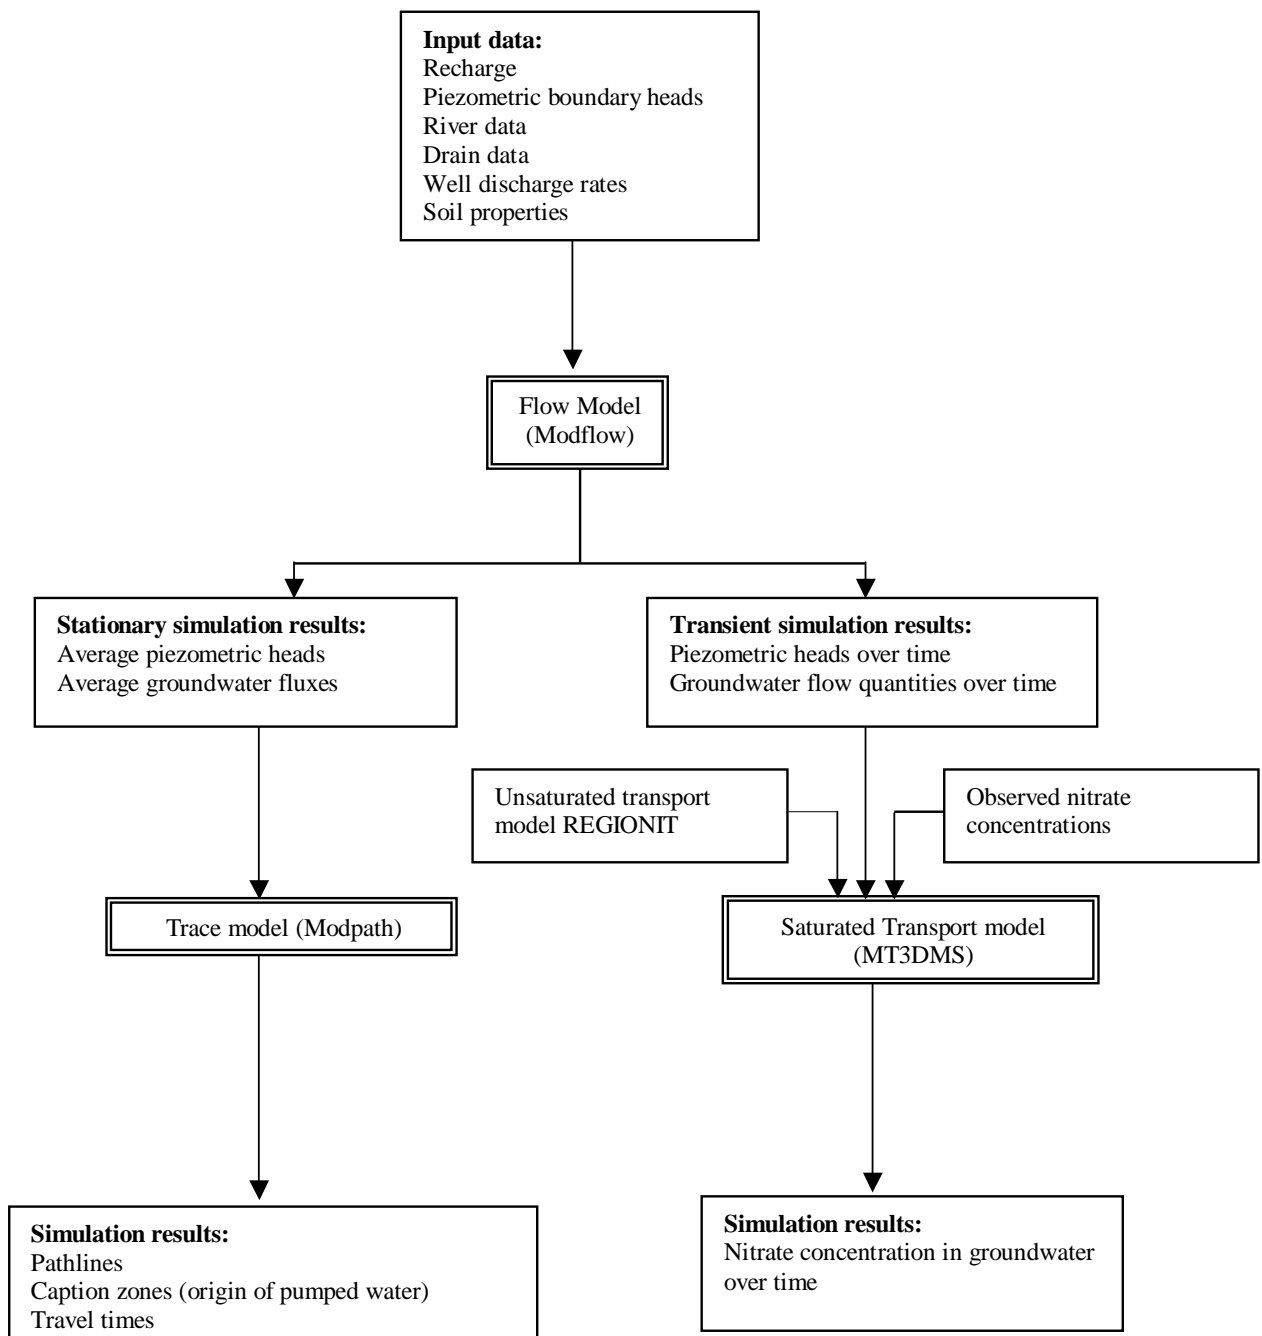 Input data:
Recharge
Piezometric boundary heads
River data
Drain data
Well discharge rates
Soil properties
Flow Model
(Modflow)
Stationary simulation results:
Average piezometric heads
Average groundwater fluxes
Transient simulation results:
Piezometric heads over time
Groundwater flow quantities over time
Unsaturated transport
model REGIONIT
Observed nitrate
concentrations
Trace model (Modpath)
Saturated Transport model
(MT3DMS)
Simulation results:
Pathlines
Caption zones (origin of pumped water)
Travel times
Simulation results:
Nitrate concentration in groundwater
over time